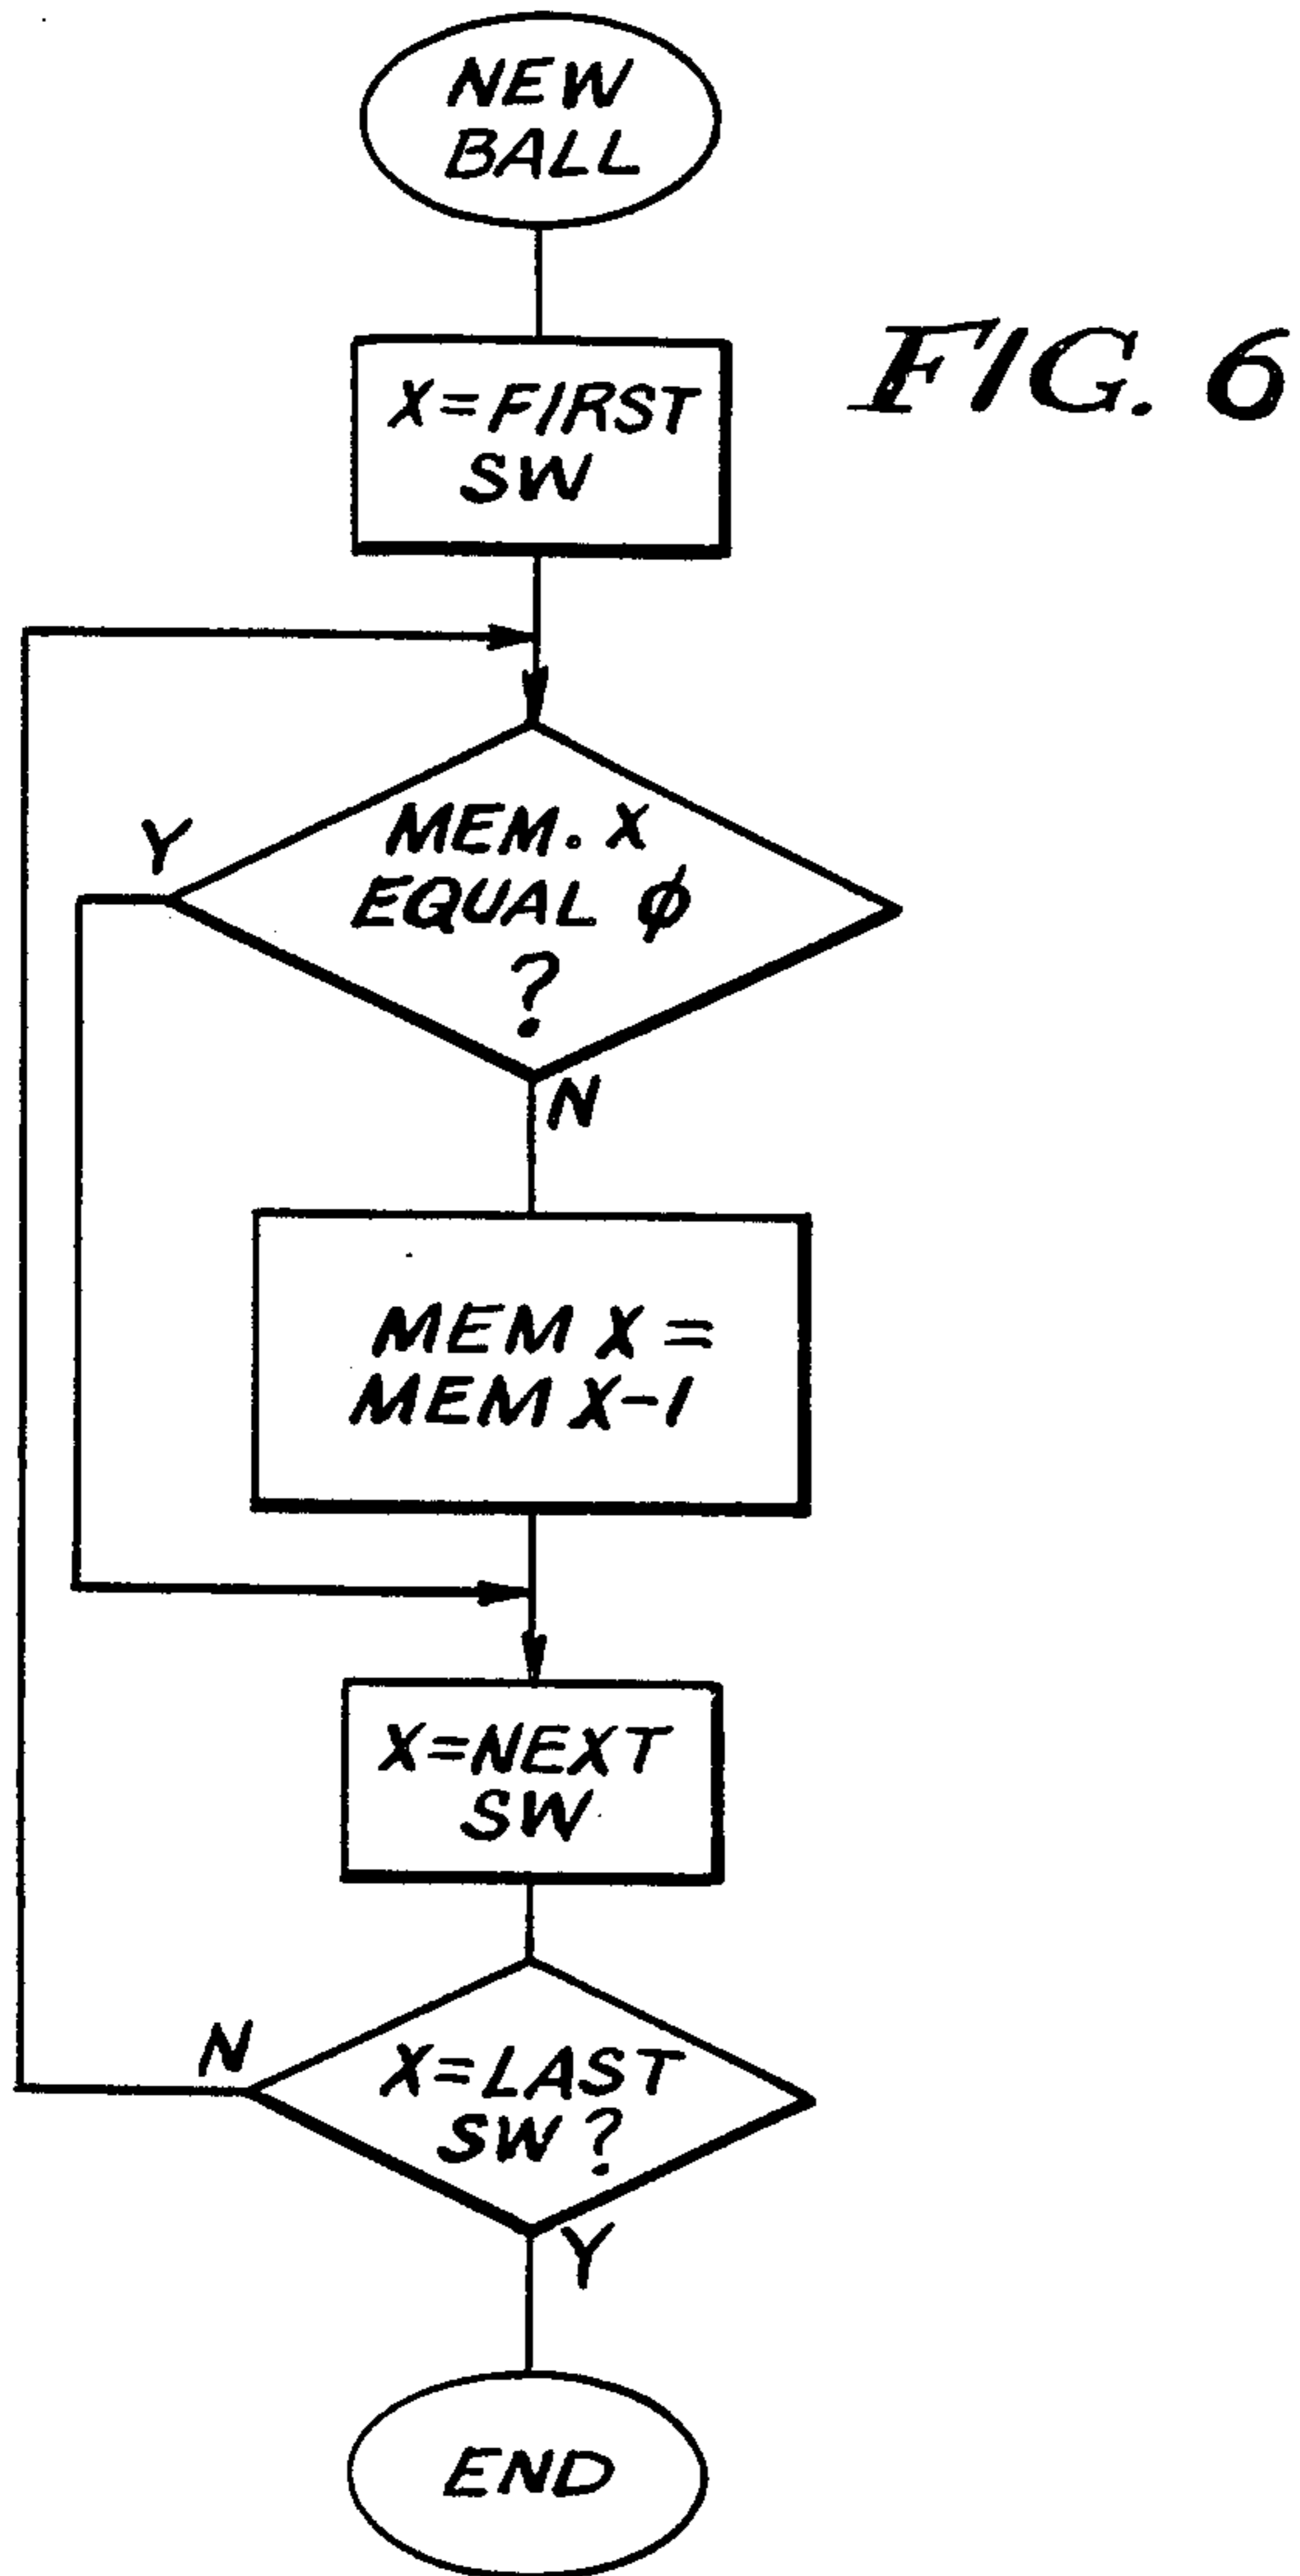 NEW
BALL
X=FIRST
SW
FIG. 6
Y
MEM. X
EQUAL ϕ
?
N
MEM X =
MEM X-1
X=NEXT
SW
N
X=LAST
SW?
Y
END